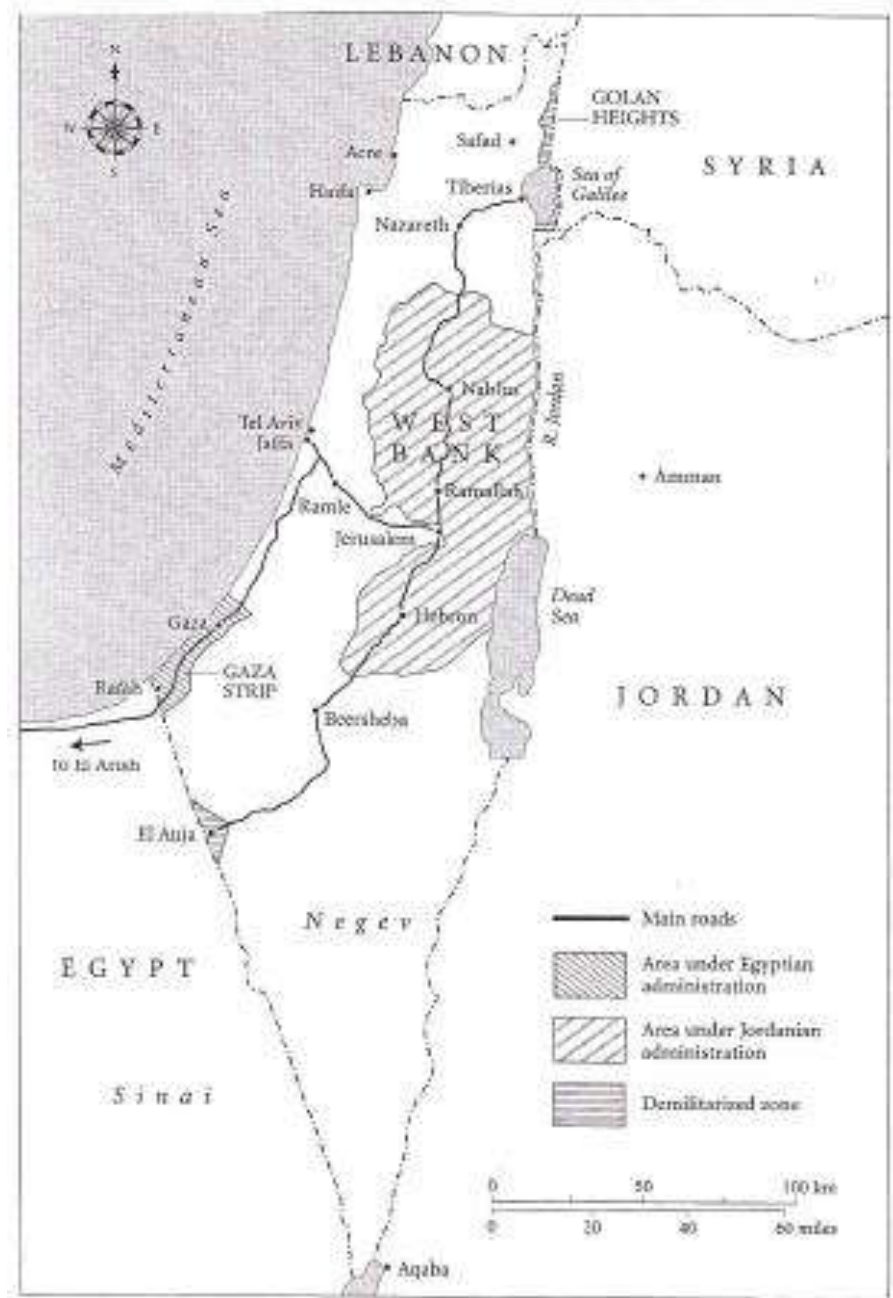 LEBANON
N
W
E
S
GOLAN
HEIGHTS
Safad
Acre
SYRIA
Tiberias
Sea of
Galilee
Haifa
Nazareth
Mediterranean Sea
Nablus
WEST
BANK
R. Jordan
Tel Aviv
Jaffa
Amman
Ramallah
Ramle
Jerusalem
Dead
Sea
Hebron
Gaza
GAZA
STRIP
Rafah
JORDAN
Beersheba
to El Arish
El Auja
Negev
Main roads
EGYPT
Area under Egyptian
administration
Area under Jordanian
administration
Sinai
Demilitarized zone
0 50 100 km
0 20 40 60 miles
Aqaba